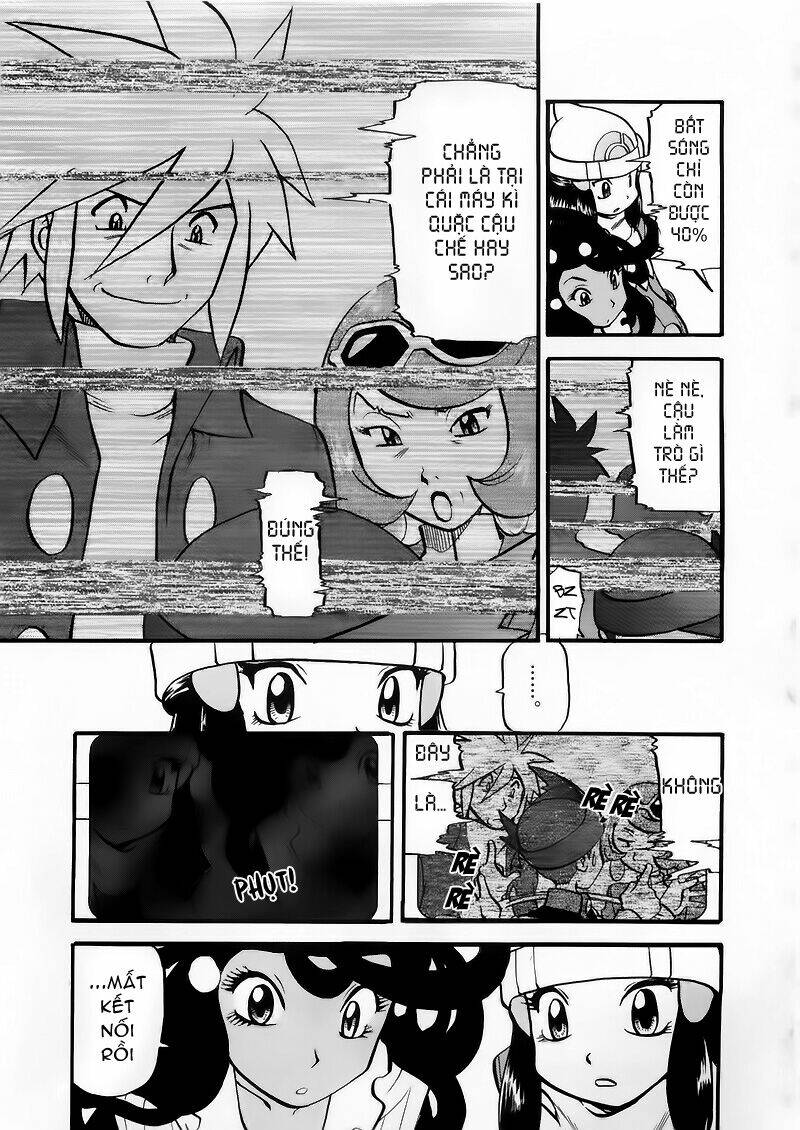 BẮT
SÓNG
CHỈ
CÒN
ĐƯỢC
40%
NÈ NÈ,
CẬU
LÀM
TRÒ GÌ
THẾ?
BZ
ZT
CHẲNG
PHẢI LÀ TẠI
CÁI MÁY KÌ
QUẶC CẬU
CHẾ HAY
SAO?
ĐÚNG
THẾ!
......
KHÔNG
RÈ RÈ
ĐÂY
LÀ...
RÈ
RÈ
PHỤT!
...MẤT
KẾT
NỐI
RỒI